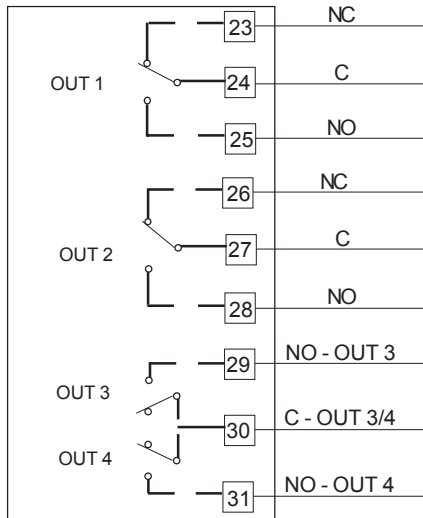 23 NC
OUT 1
24 C
25 NO
26 NC
OUT 2
27 C
28 NO
29 NO - OUT 3
OUT 3
30 C - OUT 3/4
OUT 4
31 NO - OUT 4